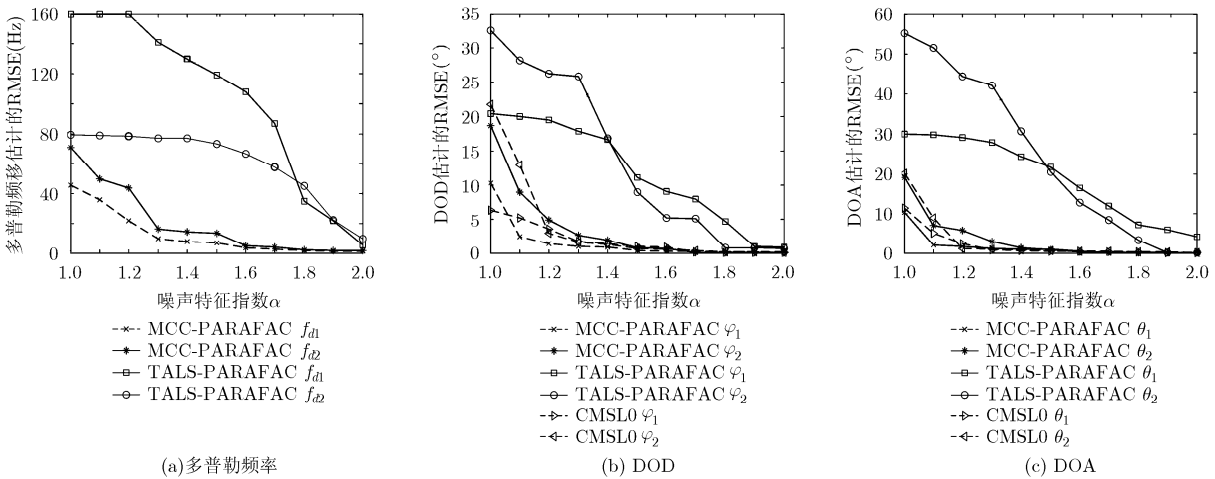 多普勒频移估计的RMSE(Hz)
160
120
80
40
0
1.0 1.2 1.4 1.6 1.8 2.0
噪声特征指数α
MCC-PARAFAC f_d1
MCC-PARAFAC f_d2
TALS-PARAFAC f_d1
TALS-PARAFAC f_d2
(a)多普勒频率
DOD估计的RMSE(°)
35
30
25
20
15
10
5
0
1.0 1.2 1.4 1.6 1.8 2.0
噪声特征指数α
MCC-PARAFAC φ₁
MCC-PARAFAC φ₂
TALS-PARAFAC φ₁
TALS-PARAFAC φ₂
CMSL0 φ₁
CMSL0 φ₂
(b) DOD
DOA估计的RMSE(°)
60
50
40
30
20
10
0
1.0 1.2 1.4 1.6 1.8 2.0
噪声特征指数α
MCC-PARAFAC θ₁
MCC-PARAFAC θ₂
TALS-PARAFAC θ₁
TALS-PARAFAC θ₂
CMSL0 θ₁
CMSL0 θ₂
(c) DOA